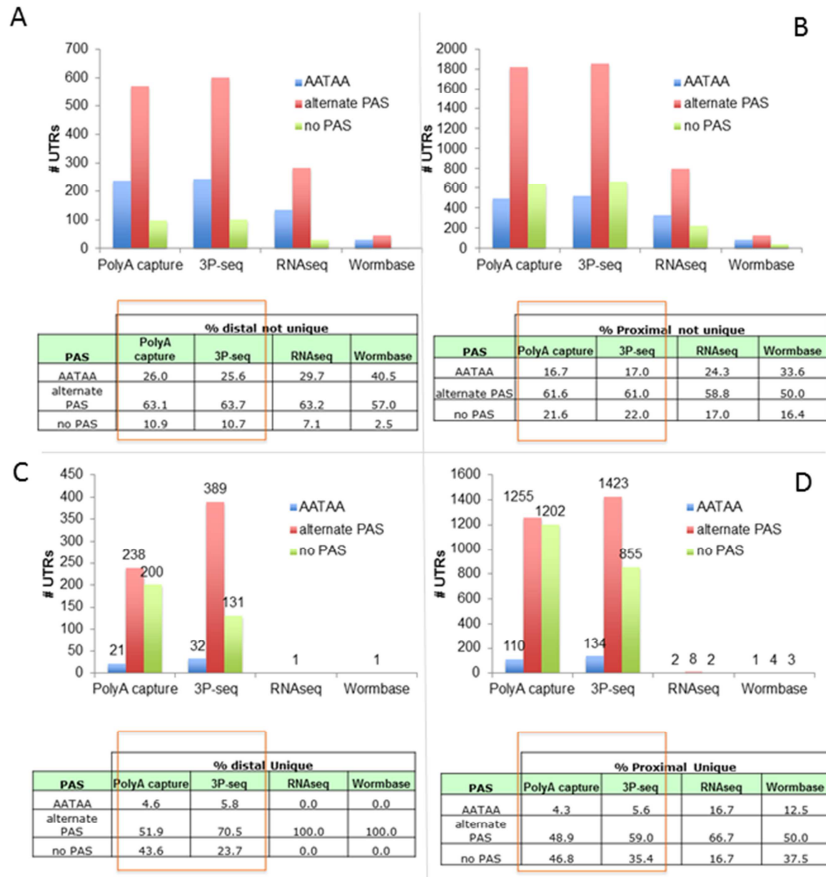 A
700
600
500
400
300
200
100
0
# UTRs
AATAA
alternate PAS
no PAS
PolyA capture 3P-seq RNAseq Wormbase
% distal not unique
PAS PolyA capture 3P-seq RNAseq Wormbase
AATAA 26.0 25.6 29.7 40.5
alternate PAS 63.1 63.7 63.2 57.0
no PAS 10.9 10.7 7.1 2.5
B
2000
1800
1600
1400
1200
1000
800
600
400
200
0
# UTRs
AATAA
alternate PAS
no PAS
PolyA capture 3P-seq RNAseq Wormbase
% Proximal not unique
PAS PolyA capture 3P-seq RNAseq Wormbase
AATAA 16.7 17.0 24.3 33.6
alternate PAS 61.6 61.0 58.8 50.0
no PAS 21.6 22.0 17.0 16.4
C
450
400
350
300
250
200
150
100
50
0
# UTRs
389
238
200
131
21
32
1
1
AATAA
alternate PAS
no PAS
PolyA capture 3P-seq RNAseq Wormbase
% distal Unique
PAS PolyA capture 3P-seq RNAseq Wormbase
AATAA 4.6 5.8 0.0 0.0
alternate PAS 51.9 70.5 100.0 100.0
no PAS 43.6 23.7 0.0 0.0
D
1600
1400
1200
1000
800
600
400
200
0
# UTRs
1423
1255
1202
855
110
134
2 8 2
1 4 3
AATAA
alternate PAS
no PAS
PolyA capture 3P-seq RNAseq Wormbase
% Proximal Unique
PAS PolyA capture 3P-seq RNAseq Wormbase
AATAA 4.3 5.6 16.7 12.5
alternate PAS 48.9 59.0 66.7 50.0
no PAS 46.8 35.4 16.7 37.5